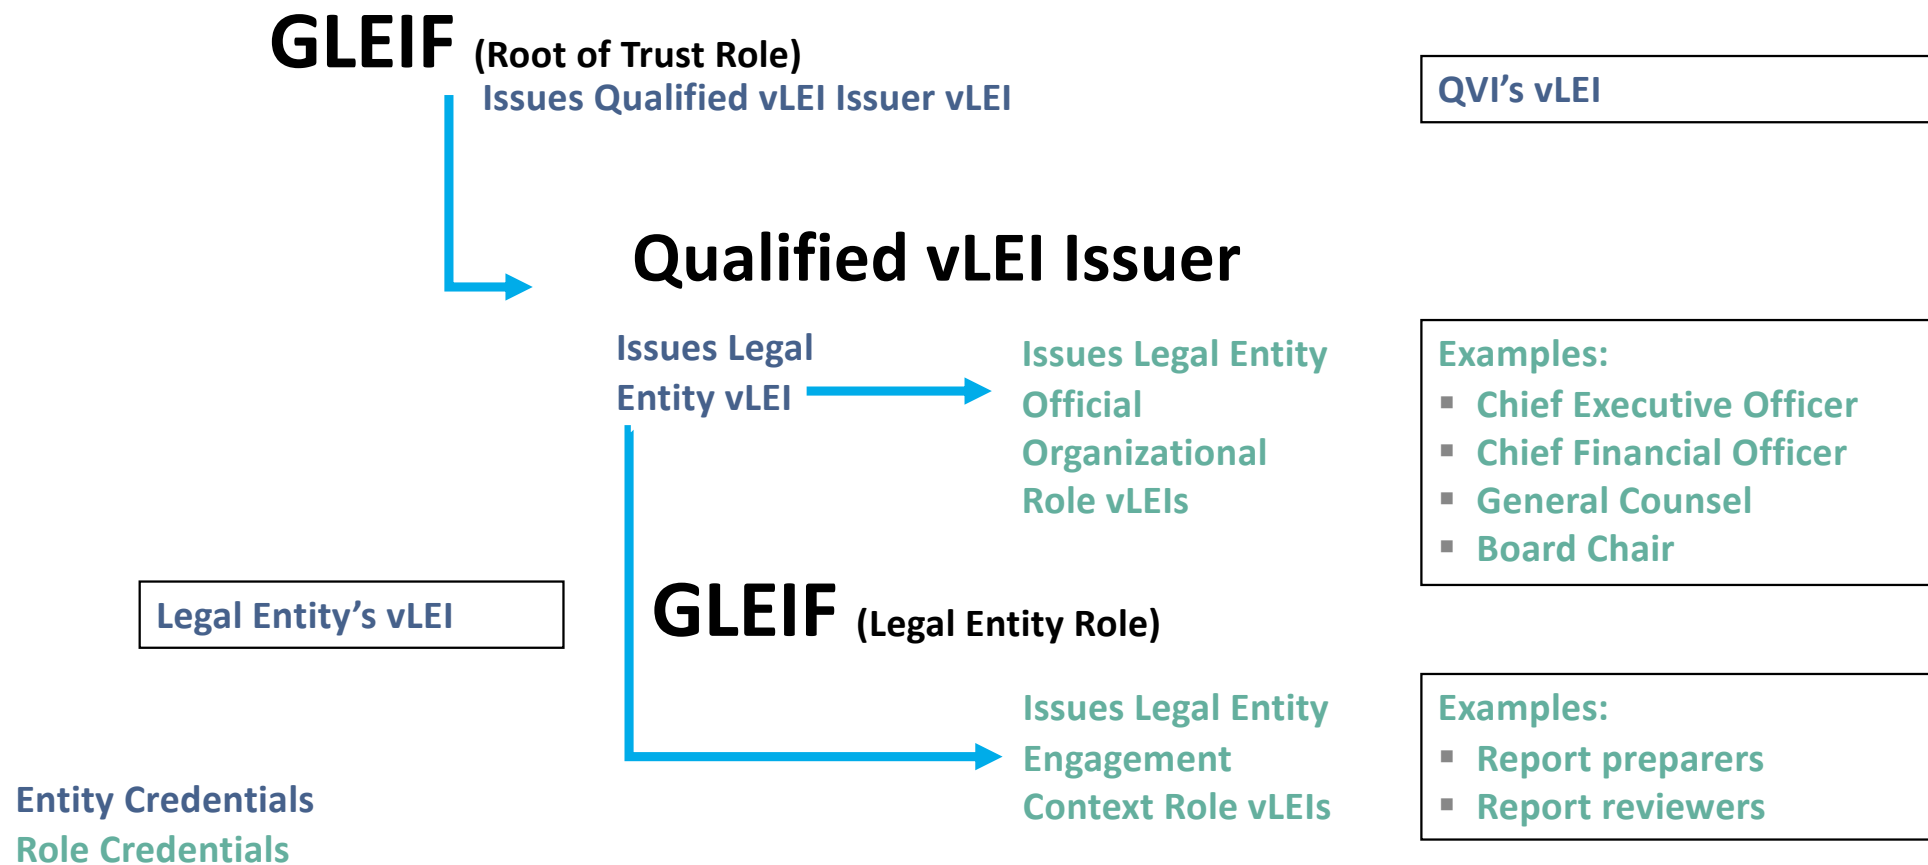 GLEIF (Root of Trust Role)
Issues Qualified vLEI Issuer vLEI
QVI’s vLEI
Qualified vLEI Issuer
Issues Legal
Entity vLEI
Issues Legal Entity
Official
Organizational
Role vLEIs
Examples:
▪ Chief Executive Officer
▪ Chief Financial Officer
▪ General Counsel
▪ Board Chair
Legal Entity’s vLEI
GLEIF (Legal Entity Role)
Issues Legal Entity
Engagement
Context Role vLEIs
Examples:
▪ Report preparers
▪ Report reviewers
Entity Credentials
Role Credentials